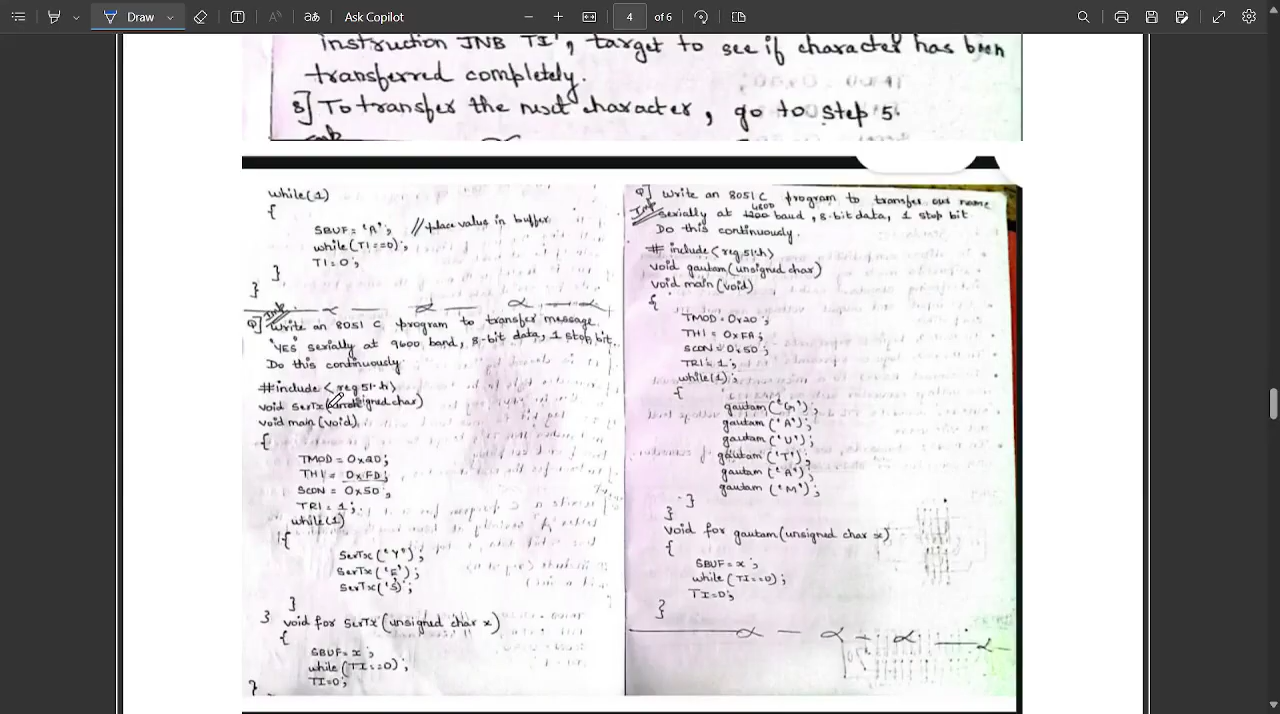 Draw
Ask Copilot
4 of 6
instruction JNB TI', target to see if character has been
transferred completely.
8] To transfer the next character, go to step 5.
while(1)
{
SBUF = 'A'; //place value in buffer
while(TI==0);
TI=0;
}
}
Imp
Q] Write an 8051 C program to transfer message
'YES' serially at 9600 baud, 8-bit data, 1 stop bit.
Do this continuously.
#include <reg51.h>
void SerTx(unsigned char)
void main(void)
{
TMOD = 0x20;
TH1 = 0xFD;
SCON = 0x50;
TR1 = 1;
while(1)
{
SerTx('Y');
SerTx('E');
SerTx('S');
}
}
void for SerTx(unsigned char x)
{
SBUF = x;
while(TI==0);
TI=0;
}
Q] Write an 8051 C program to transfer out name
Imp serially at 4800 baud, 8-bit data, 1 stop bit
Do this continuously.
#include <reg51.h>
void gautam(unsigned char)
void main(void)
{
TMOD = 0x20;
TH1 = 0xFA;
SCON = 0x50;
TR1 = 1;
while(1);
{
gautam('G');
gautam('A');
gautam('U');
gautam('T');
gautam('A');
gautam('M');
}
}
void for gautam(unsigned char x)
{
SBUF = x;
while(TI==0);
TI=0;
}